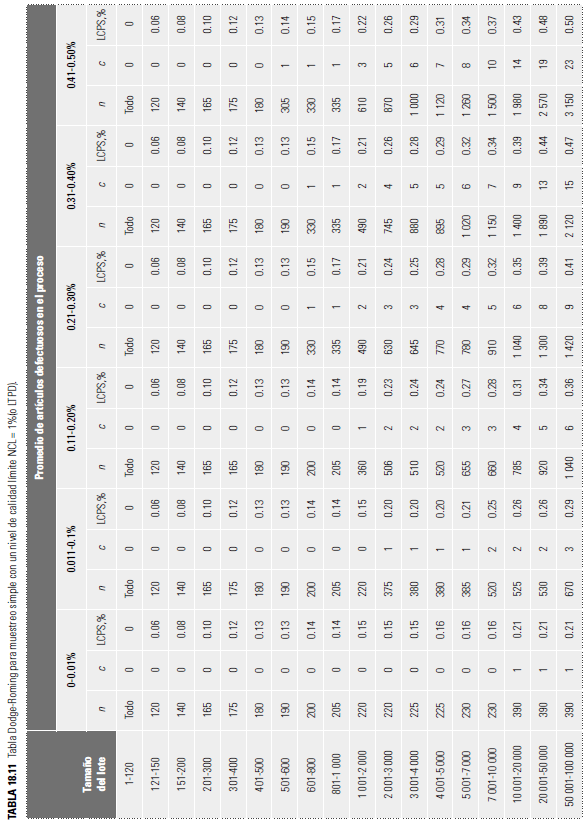 TABLA 18.11 Tabla Dodge-Roming para muestreo simple con un nivel de calidad límite NCL = 1%(o LTPD).
Promedio de artículos defectuosos en el proceso
Tamaño del lote 0-0.01% 0.011-0.1% 0.11-0.20% 0.21-0.30% 0.31-0.40% 0.41-0.50%
n c LCPS,% n c LCPS,% n c LCPS,% n c LCPS,% n c LCPS,% n c LCPS,%
1-120 Todo 0 0 Todo 0 0 Todo 0 0 Todo 0 0 Todo 0 0 Todo 0 0
121-150 120 0 0.06 120 0 0.06 120 0 0.06 120 0 0.06 120 0 0.06 120 0 0.06
151-200 140 0 0.08 140 0 0.08 140 0 0.08 140 0 0.08 140 0 0.08 140 0 0.08
201-300 165 0 0.10 165 0 0.10 165 0 0.10 165 0 0.10 165 0 0.10 165 0 0.10
301-400 175 0 0.12 175 0 0.12 165 0 0.12 175 0 0.12 175 0 0.12 175 0 0.12
401-500 180 0 0.13 180 0 0.13 180 0 0.13 180 0 0.13 180 0 0.13 180 0 0.13
501-600 190 0 0.13 190 0 0.13 190 0 0.13 190 0 0.13 190 0 0.13 305 1 0.14
601-800 200 0 0.14 200 0 0.14 200 0 0.14 330 1 0.15 330 1 0.15 330 1 0.15
801-1 000 205 0 0.14 205 0 0.14 205 0 0.14 335 1 0.17 335 1 0.17 335 1 0.17
1 001-2 000 220 0 0.15 220 0 0.15 360 1 0.19 490 2 0.21 490 2 0.21 610 3 0.22
2 001-3 000 220 0 0.15 375 1 0.20 506 2 0.23 630 3 0.24 745 4 0.26 870 5 0.26
3 001-4 000 225 0 0.15 380 1 0.20 510 2 0.24 645 3 0.25 880 5 0.28 1 000 6 0.29
4 001-5 000 225 0 0.16 380 1 0.20 520 2 0.24 770 4 0.28 895 5 0.29 1 120 7 0.31
5 001-7 000 230 0 0.16 385 1 0.21 655 3 0.27 780 4 0.29 1 020 6 0.32 1 260 8 0.34
7 001-10 000 230 0 0.16 520 2 0.25 660 3 0.28 910 5 0.32 1 150 7 0.34 1 500 10 0.37
10 001-20 000 390 1 0.21 525 2 0.26 785 4 0.31 1 040 6 0.35 1 400 9 0.39 1 980 14 0.43
20 001-50 000 390 1 0.21 530 2 0.26 920 5 0.34 1 300 8 0.39 1 890 13 0.44 2 570 19 0.48
50 001-100 000 390 1 0.21 670 3 0.29 1 040 6 0.36 1 420 9 0.41 2 120 15 0.47 3 150 23 0.50